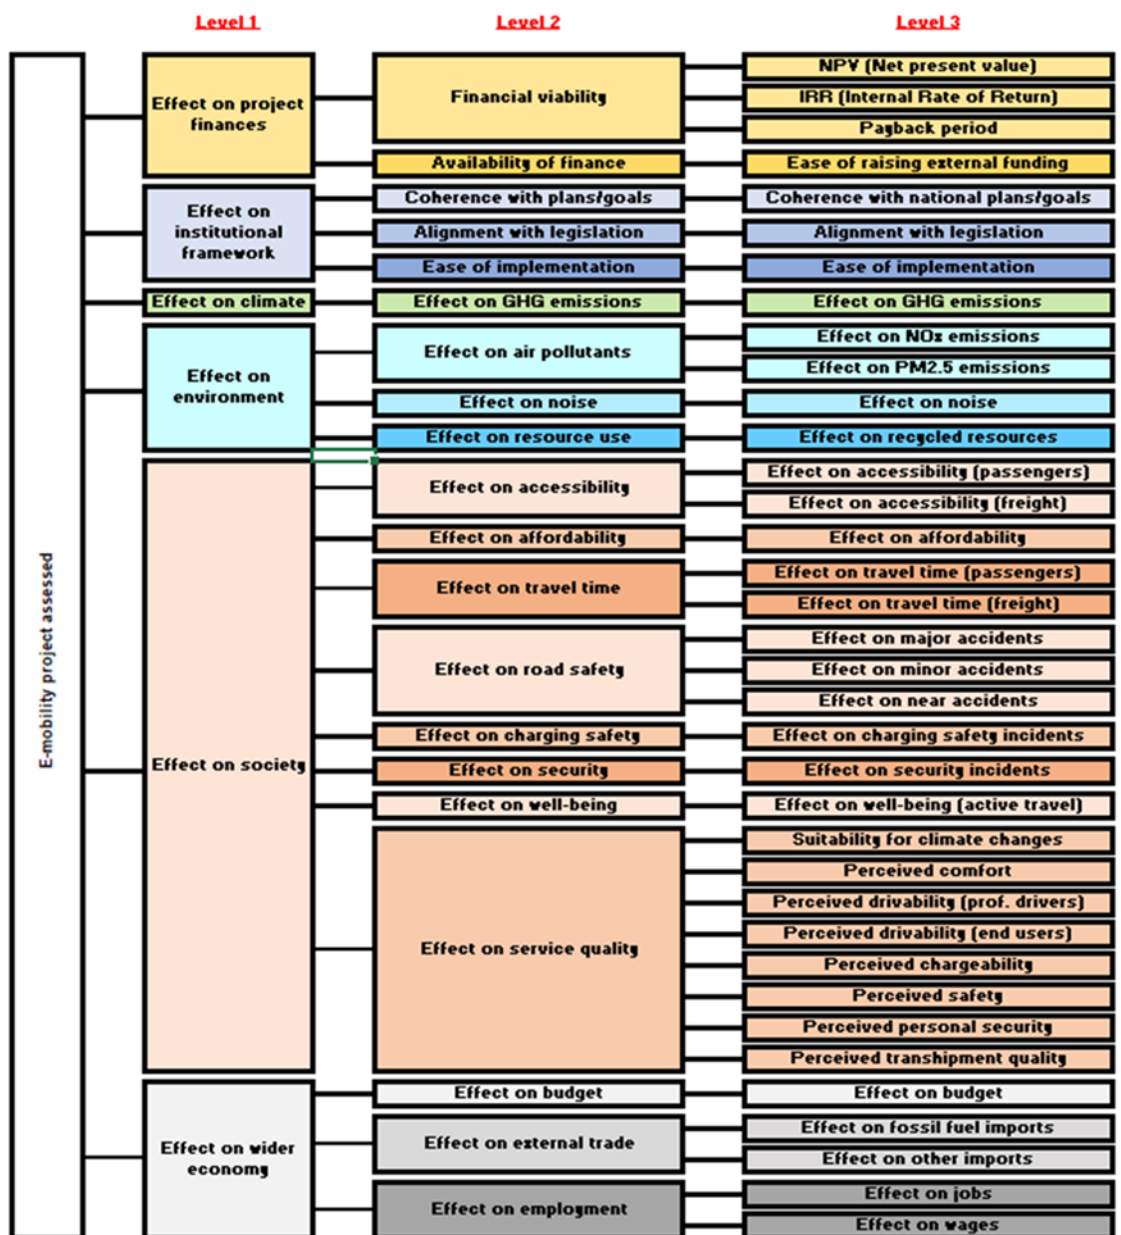 Level 1
Level 2
Level 3
E-mobility project assessed
Effect on project
finances
Financial viability
NPV (Net present value)
IRR (Internal Rate of Return)
Payback period
Availability of finance
Ease of raising external funding
Effect on
institutional
framework
Coherence with plans/goals
Coherence with national plans/goals
Alignment with legislation
Alignment with legislation
Ease of implementation
Ease of implementation
Effect on climate
Effect on GHG emissions
Effect on GHG emissions
Effect on
environment
Effect on air pollutants
Effect on NOx emissions
Effect on PM2.5 emissions
Effect on noise
Effect on noise
Effect on resource use
Effect on recycled resources
Effect on society
Effect on accessibility
Effect on accessibility (passengers)
Effect on accessibility (freight)
Effect on affordability
Effect on affordability
Effect on travel time
Effect on travel time (passengers)
Effect on travel time (freight)
Effect on road safety
Effect on major accidents
Effect on minor accidents
Effect on near accidents
Effect on charging safety
Effect on charging safety incidents
Effect on security
Effect on security incidents
Effect on well-being
Effect on well-being (active travel)
Effect on service quality
Suitability for climate changes
Perceived comfort
Perceived drivability (prof. drivers)
Perceived drivability (end users)
Perceived chargeability
Perceived safety
Perceived personal security
Perceived transhipment quality
Effect on wider
economy
Effect on budget
Effect on budget
Effect on external trade
Effect on fossil fuel imports
Effect on other imports
Effect on employment
Effect on jobs
Effect on wages